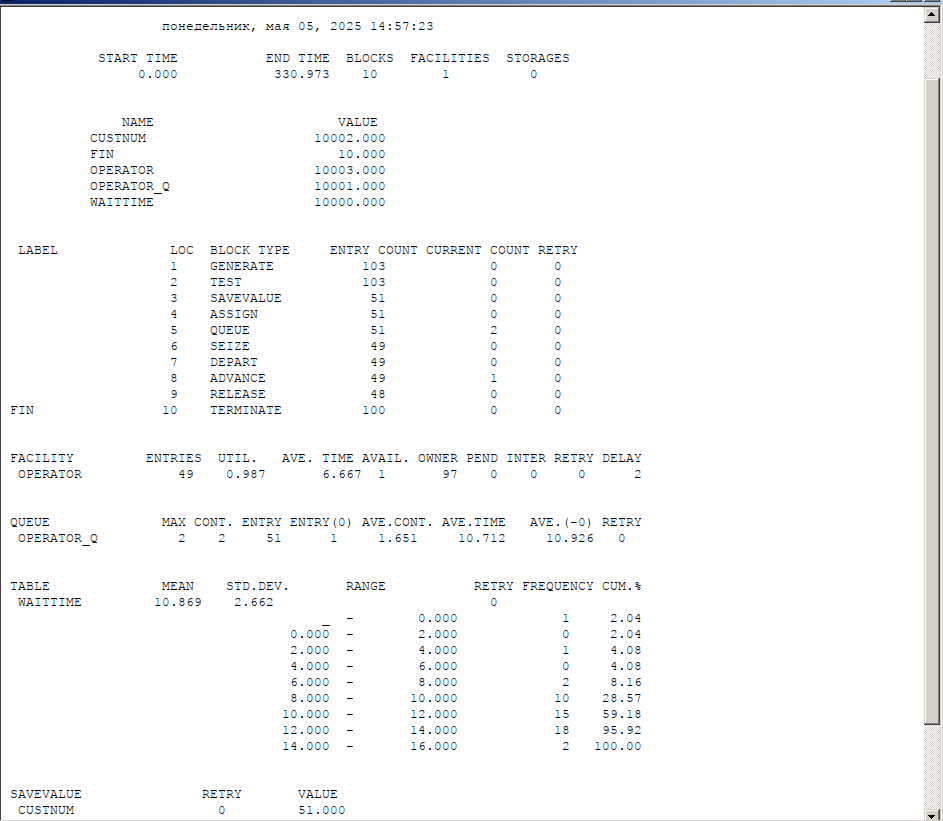 понедельник, мая 05, 2025 14:57:23
START TIME END TIME BLOCKS FACILITIES STORAGES
0.000 330.973 10 1 0
NAME VALUE
CUSTNUM 10002.000
FIN 10.000
OPERATOR 10003.000
OPERATOR_Q 10001.000
WAITTIME 10000.000
LABEL LOC BLOCK TYPE ENTRY COUNT CURRENT COUNT RETRY
1 GENERATE 103 0 0
2 TEST 103 0 0
3 SAVEVALUE 51 0 0
4 ASSIGN 51 0 0
5 QUEUE 51 2 0
6 SEIZE 49 0 0
7 DEPART 49 0 0
8 ADVANCE 49 1 0
9 RELEASE 48 0 0
FIN 10 TERMINATE 100 0 0
FACILITY ENTRIES UTIL. AVE. TIME AVAIL. OWNER PEND INTER RETRY DELAY
OPERATOR 49 0.987 6.667 1 97 0 0 0 2
QUEUE MAX CONT. ENTRY ENTRY(0) AVE.CONT. AVE.TIME AVE.(-0) RETRY
OPERATOR_Q 2 2 51 1 1.651 10.712 10.926 0
TABLE MEAN STD.DEV. RANGE RETRY FREQUENCY CUM.%
WAITTIME 10.869 2.662 0
_ - 0.000 1 2.04
0.000 - 2.000 0 2.04
2.000 - 4.000 1 4.08
4.000 - 6.000 0 4.08
6.000 - 8.000 2 8.16
8.000 - 10.000 10 28.57
10.000 - 12.000 15 59.18
12.000 - 14.000 18 95.92
14.000 - 16.000 2 100.00
SAVEVALUE RETRY VALUE
CUSTNUM 0 51.000